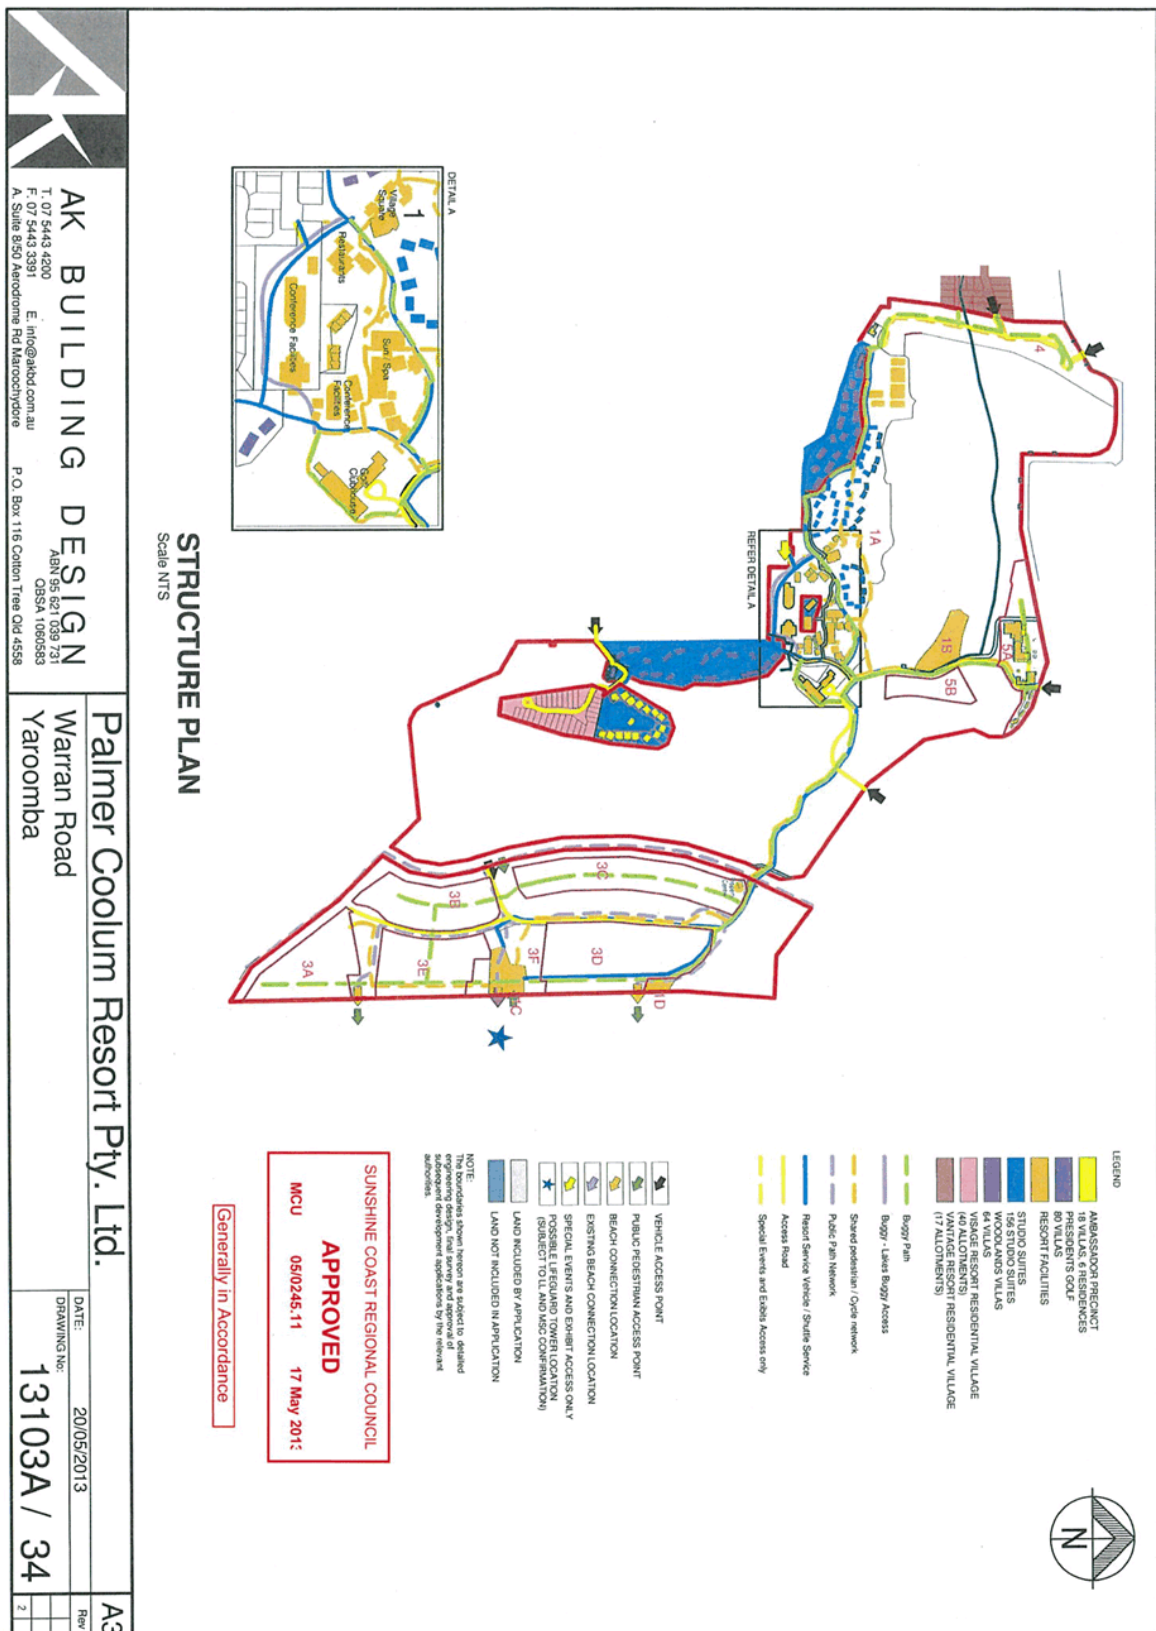 LEGEND
AMBASSADOR PRECINCT
18 VILLAS, 6 RESIDENCES
PRESIDENTS GOLF
80 VILLAS
RESORT FACILITIES
STUDIO SUITES
156 STUDIO SUITES
WOODLANDS VILLAS
64 VILLAS
VISAGE RESORT RESIDENTIAL VILLAGE
(40 ALLOTMENTS)
VANTAGE RESORT RESIDENTIAL VILLAGE
(17 ALLOTMENTS)
Buggy Path
Buggy - Lakes Buggy Access
Shared pedestrian / Cycle network
Public Path Network
Resort Service Vehicle / Shuttle Service
Access Road
Special Events and Exibits Access only
VEHICLE ACCESS POINT
PUBLIC PEDESTRIAN ACCESS POINT
BEACH CONNECTION LOCATION
EXISTING BEACH CONNECTION LOCATION
SPECIAL EVENTS AND EXHIBIT ACCESS ONLY
POSSIBLE LIFEGUARD TOWER LOCATION
(SUBJECT TO LL AND MSC CONFIRMATION)
LAND INCLUDED BY APPLICATION
LAND NOT INCLUDED IN APPLICATION
NOTE:
The boundaries shown hereon are subject to detailed
engineering design, final survey and approval of
subsequent development applications by the relevant
authorities.
N
4
1A
1B
5A
5B
REFER DETAIL A
3C
3B
3A
3E
3F
3D
1D
1C
DETAIL A
1
Village
Square
Restaurants
Conference Facilities
Sun / Spa
Conference
Facilities
Golf
Clubhouse
STRUCTURE PLAN
Scale NTS
SUNSHINE COAST REGIONAL COUNCIL
APPROVED
MCU 05/0245.11 17 May 2013
Generally in Accordance
AK BUILDING DESIGN
ABN 95 621 039 731
QBSA 1060583
T. 07 5443 4200
F. 07 5443 3391 E. info@akbd.com.au
A. Suite 8/50 Aerodrome Rd Maroochydore P.O. Box 116 Cotton Tree Qld 4558
Palmer Coolum Resort Pty. Ltd.
Warran Road
Yaroomba
DATE: 20/05/2013
DRAWING No:
13103A / 34
A3
Rev
2